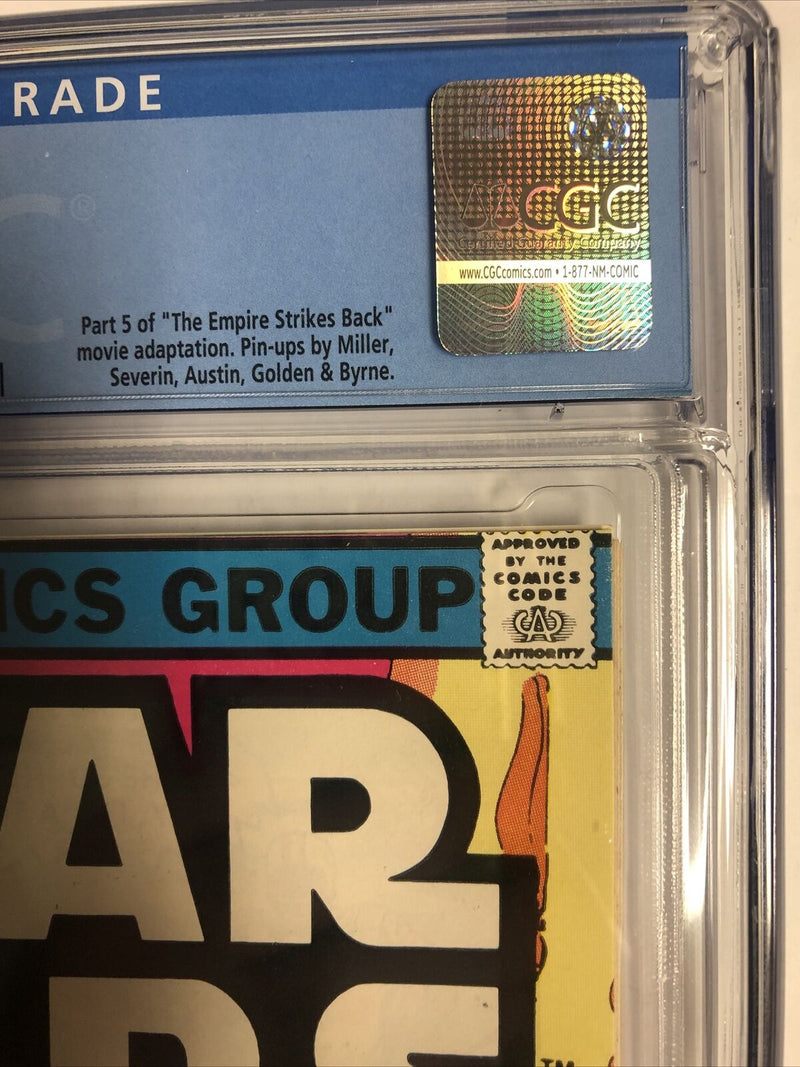 RADE
®
CGC
Certified Guaranty Company
www.CGCcomics.com • 1-877-NM-COMIC
Part 5 of "The Empire Strikes Back"
movie adaptation. Pin-ups by Miller,
Severin, Austin, Golden & Byrne.
ICS GROUP
APPROVED
BY THE
COMICS
CODE
A
AUTHORITY
AR
RS
TM